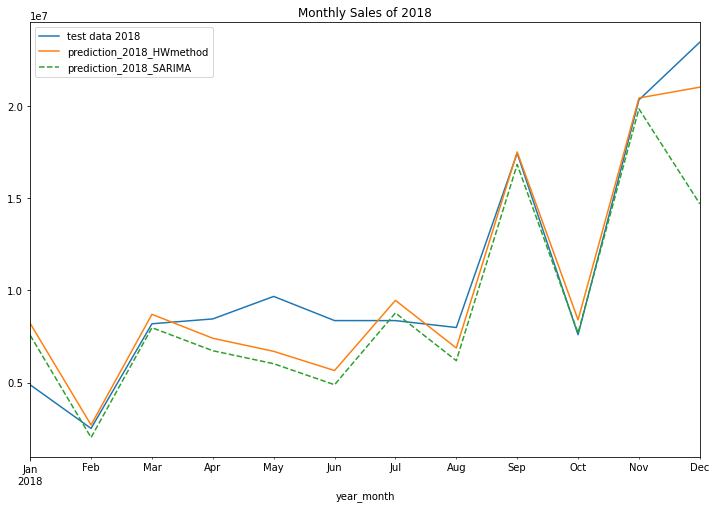 Monthly Sales of 2018
1e7
test data 2018
prediction_2018_HWmethod
prediction_2018_SARIMA
2.0
1.5
1.0
0.5
Jan Feb Mar Apr May Jun Jul Aug Sep Oct Nov Dec
2018
year_month